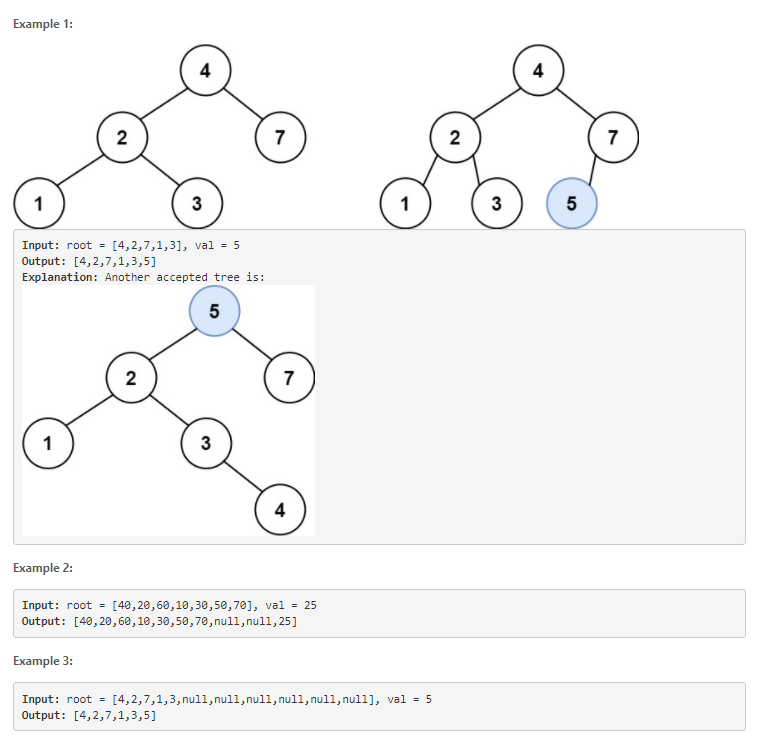 Example 1:
4
4
2
7
2
7
1
3
1
3
5
Input: root = [4,2,7,1,3], val = 5
Output: [4,2,7,1,3,5]
Explanation: Another accepted tree is:
5
2
7
1
3
4
Example 2:
Input: root = [40,20,60,10,30,50,70], val = 25
Output: [40,20,60,10,30,50,70,null,null,25]
Example 3:
Input: root = [4,2,7,1,3,null,null,null,null,null,null], val = 5
Output: [4,2,7,1,3,5]